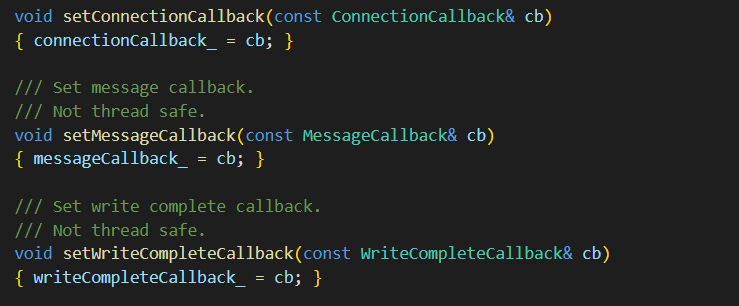 void setConnectionCallback(const ConnectionCallback& cb)
{ connectionCallback_ = cb; }
/// Set message callback.
/// Not thread safe.
void setMessageCallback(const MessageCallback& cb)
{ messageCallback_ = cb; }
/// Set write complete callback.
/// Not thread safe.
void setWriteCompleteCallback(const WriteCompleteCallback& cb)
{ writeCompleteCallback_ = cb; }